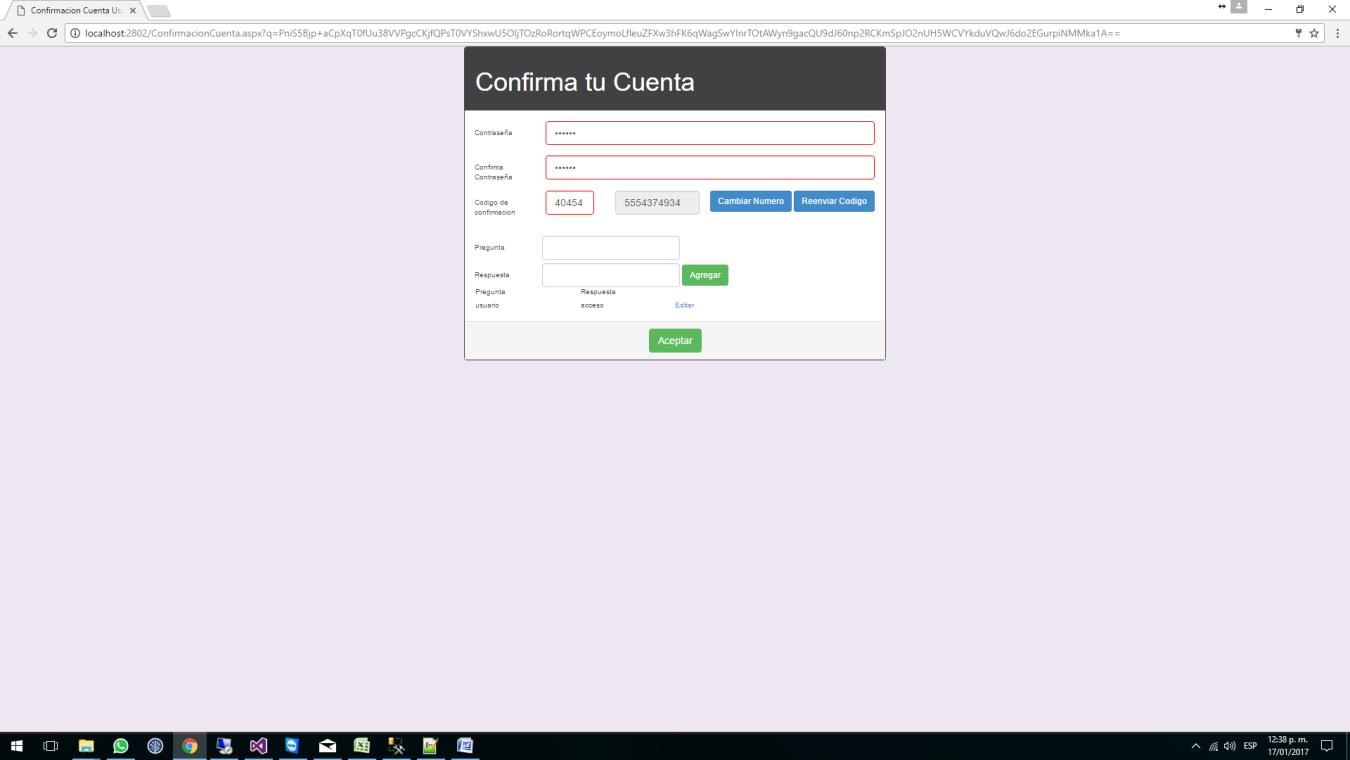 Confirmacion Cuenta Us
localhost:2802/ConfirmacionCuenta.aspx?q=PniS5Bjp+aCpXqT0fUu38VVPgcCKjfQPsT0VYShxwU5OIjTOzRoRortqWPCEoymoLfleuZFXw3hFK6qWagSwYInrTOtAWyn9gacQU9dJ60np2RCKmSpJO2nUH5WCVYkduVQwJ6do2EGurpiNMMka1A==
Confirma tu Cuenta
Contraseña ••••••
Confirma Contraseña ••••••
Codigo de confirmacion 40454 5554374934 Cambiar Numero Reenviar Codigo
Pregunta
Respuesta Agregar
Pregunta Respuesta
usuario acceso Editar
Aceptar
ESP 12:38 p. m.
17/01/2017